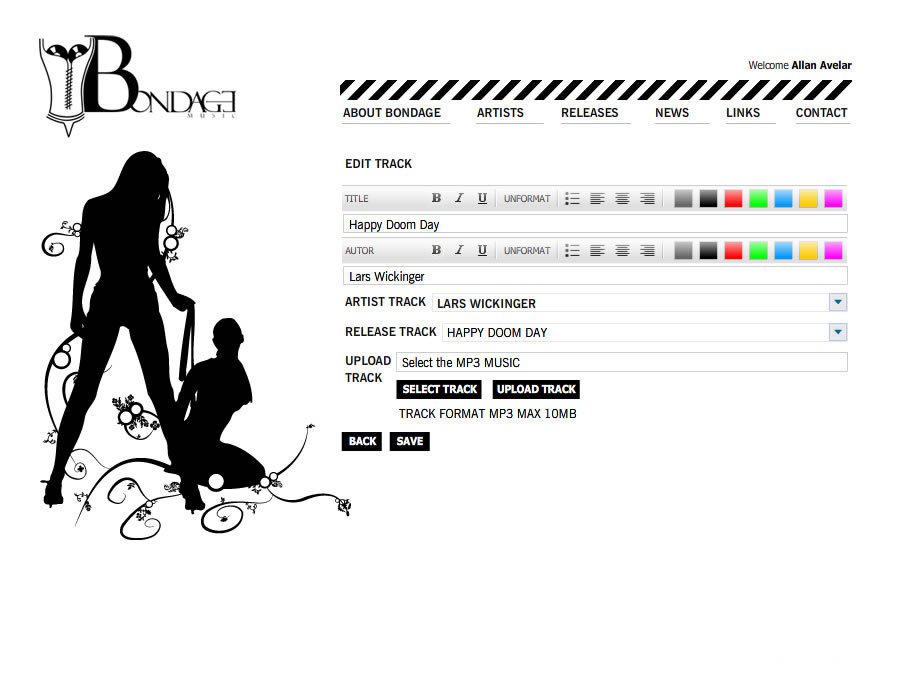 BONDAGE
MUSIC
Welcome Allan Avelar
ABOUT BONDAGE ARTISTS RELEASES NEWS LINKS CONTACT
EDIT TRACK
TITLE B I U UNFORMAT
Happy Doom Day
AUTOR B I U UNFORMAT
Lars Wickinger
ARTIST TRACK LARS WICKINGER
RELEASE TRACK HAPPY DOOM DAY
UPLOAD TRACK Select the MP3 MUSIC
SELECT TRACK UPLOAD TRACK
TRACK FORMAT MP3 MAX 10MB
BACK SAVE